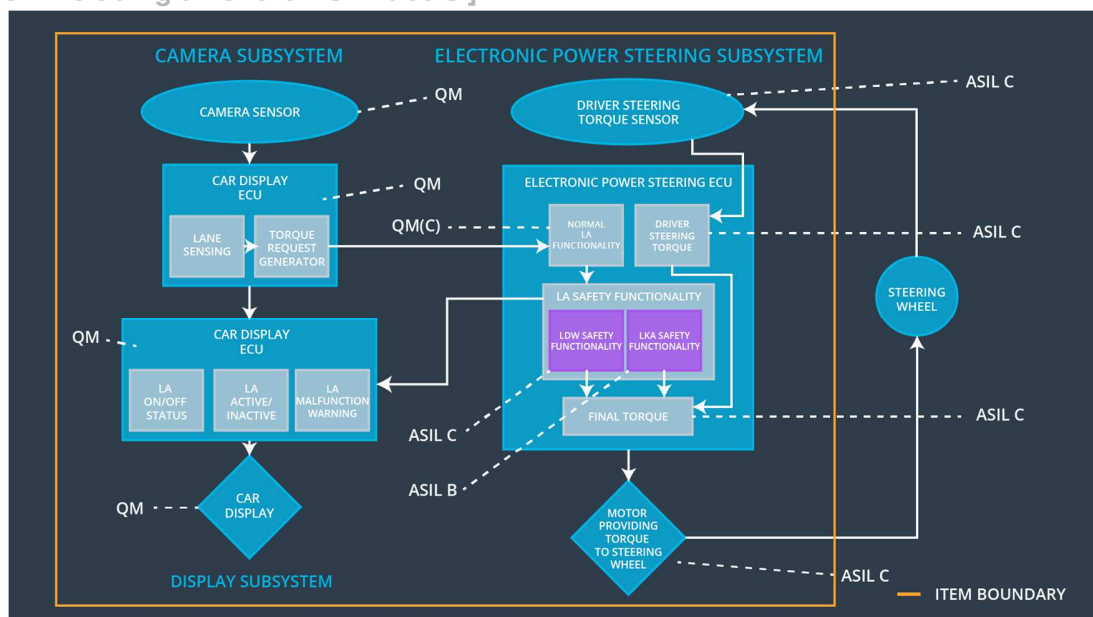 CAMERA SUBSYSTEM
ELECTRONIC POWER STEERING SUBSYSTEM
CAMERA SENSOR
QM
DRIVER STEERING
TORQUE SENSOR
ASIL C
CAR DISPLAY
ECU
QM
LANE
SENSING
TORQUE
REQUEST
GENERATOR
QM(C)
ELECTRONIC POWER STEERING ECU
NORMAL
LA
FUNCTIONALITY
DRIVER
STEERING
TORQUE
ASIL C
STEERING
WHEEL
LA SAFETY FUNCTIONALITY
LDW SAFETY
FUNCTIONALITY
LKA SAFETY
FUNCTIONALITY
QM
CAR DISPLAY
ECU
LA
ON/OFF
STATUS
LA
ACTIVE/
INACTIVE
LA
MALFUNCTION
WARNING
FINAL TORQUE
ASIL C
ASIL C
ASIL B
QM
CAR
DISPLAY
MOTOR
PROVIDING
TORQUE
TO STEERING
WHEEL
ASIL C
DISPLAY SUBSYSTEM
ITEM BOUNDARY